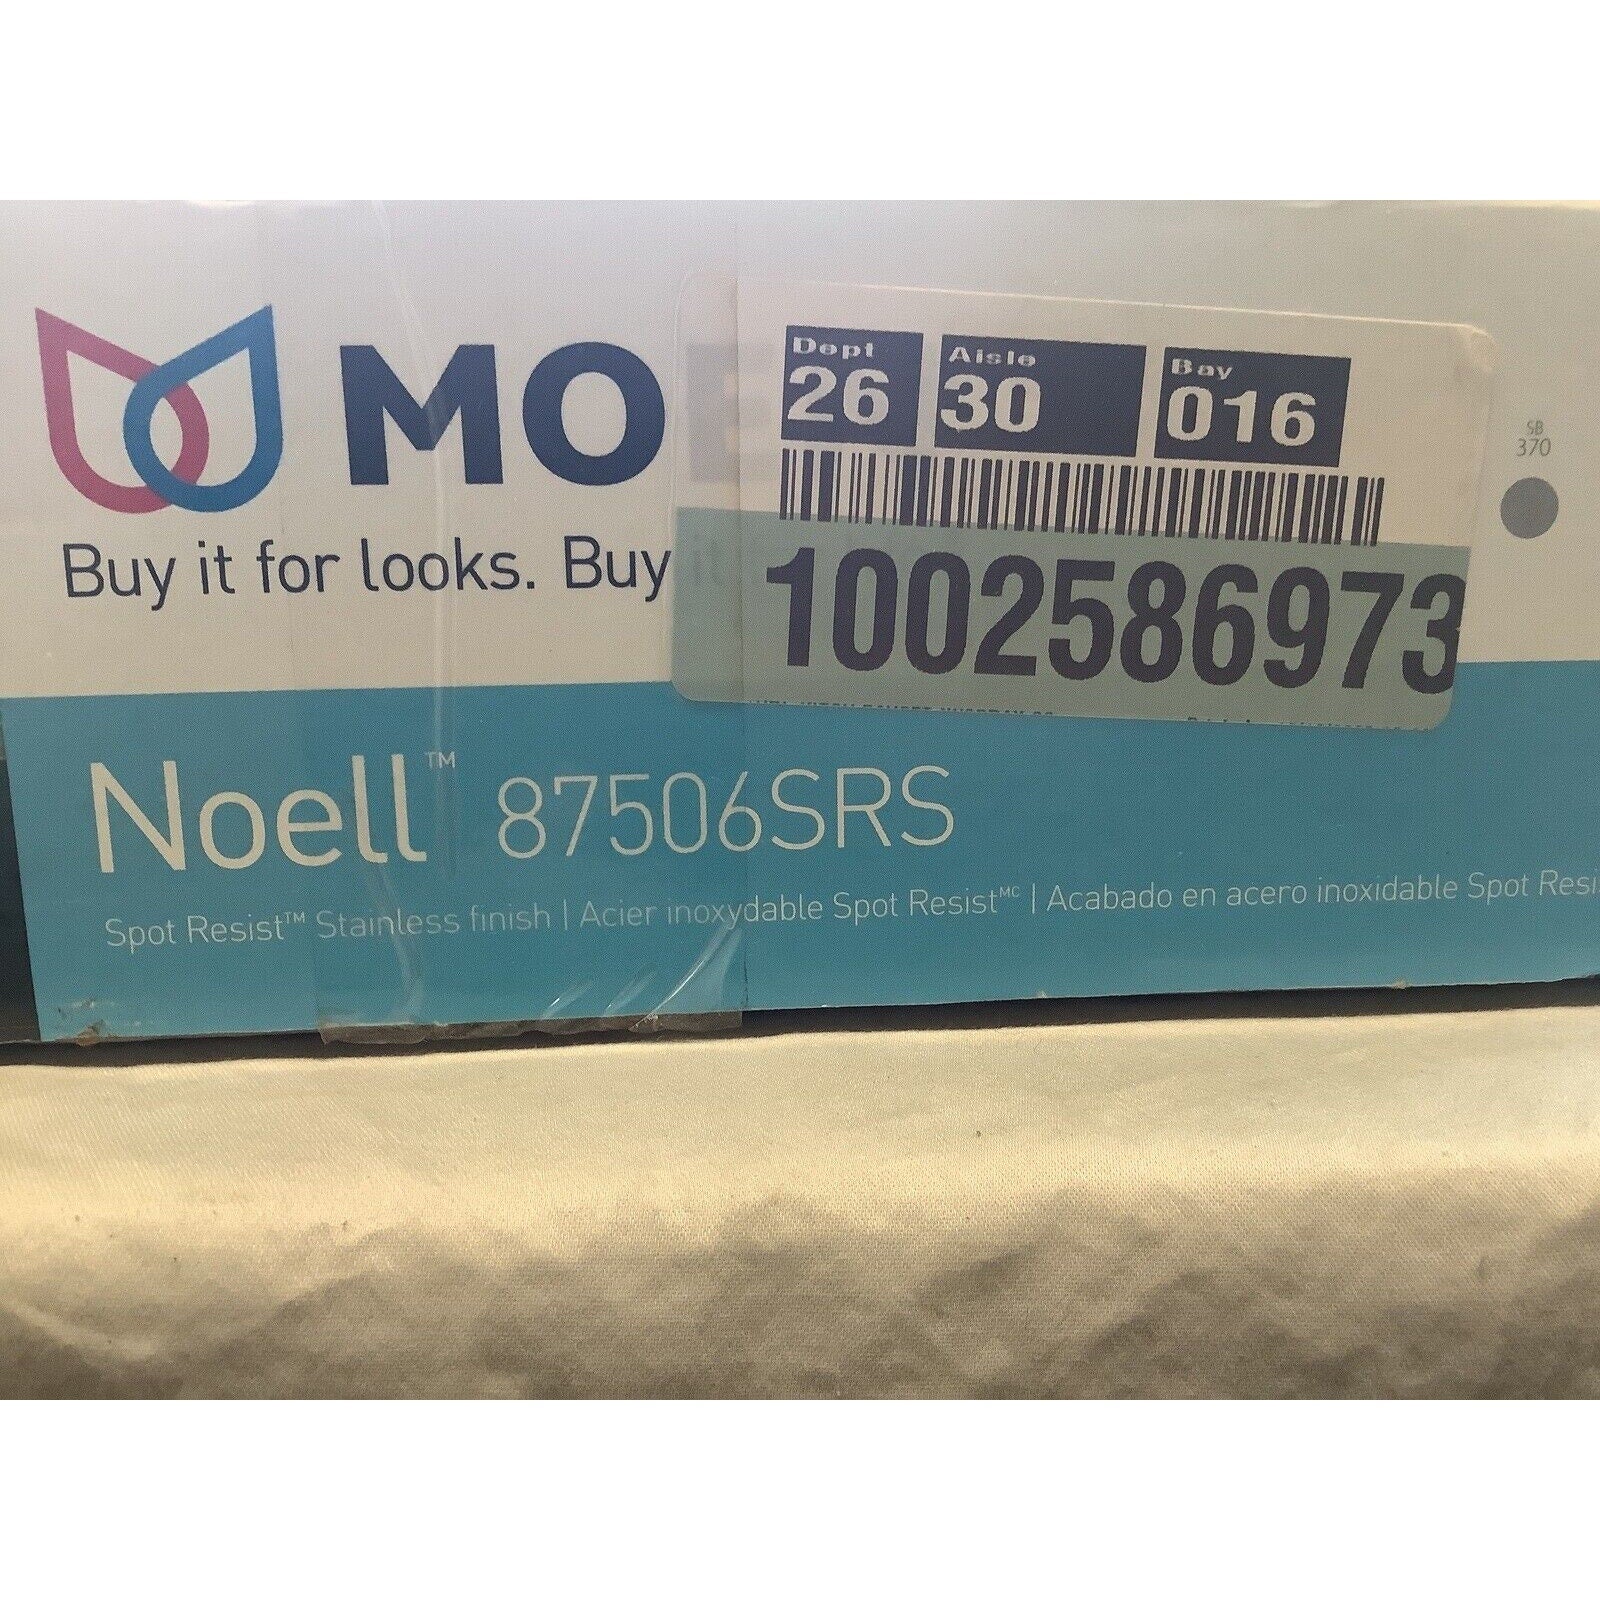 MO
Buy it for looks. Buy it
Dept Aisle Bay
26 30 016
1002586973
SB
370
Noell™ 87506SRS
Spot Resist™ Stainless finish | Acier inoxydable Spot Resist ᴹᶜ | Acabado en acero inoxidable Spot Resi